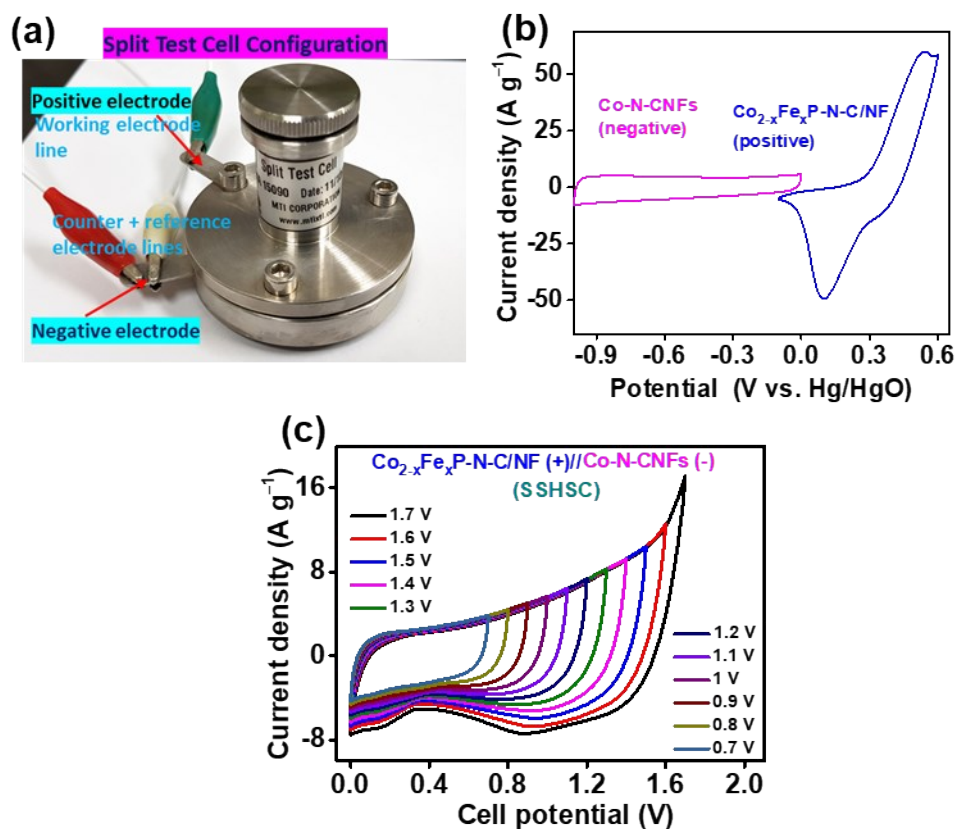 (a)
Split Test Cell Configuration
Positive electrode
Working electrode
line
Split Test Cell
15090 Date: 11/
MTI CORPORATION
Counter + reference
electrode lines
Negative electrode
(b)
Current density (A g⁻¹)
50
25
0
-25
-50
Co-N-CNFs
(negative)
Co₂₋ₓFeₓP-N-C/NF
(positive)
-0.9
-0.6
-0.3
0.0
0.3
0.6
Potential (V vs. Hg/HgO)
(c)
Current density (A g⁻¹)
16
8
0
-8
Co₂₋ₓFeₓP-N-C/NF (+)//Co-N-CNFs (-)
(SSHSC)
1.7 V
1.6 V
1.5 V
1.4 V
1.3 V
1.2 V
1.1 V
1 V
0.9 V
0.8 V
0.7 V
0.0
0.4
0.8
1.2
1.6
2.0
Cell potential (V)